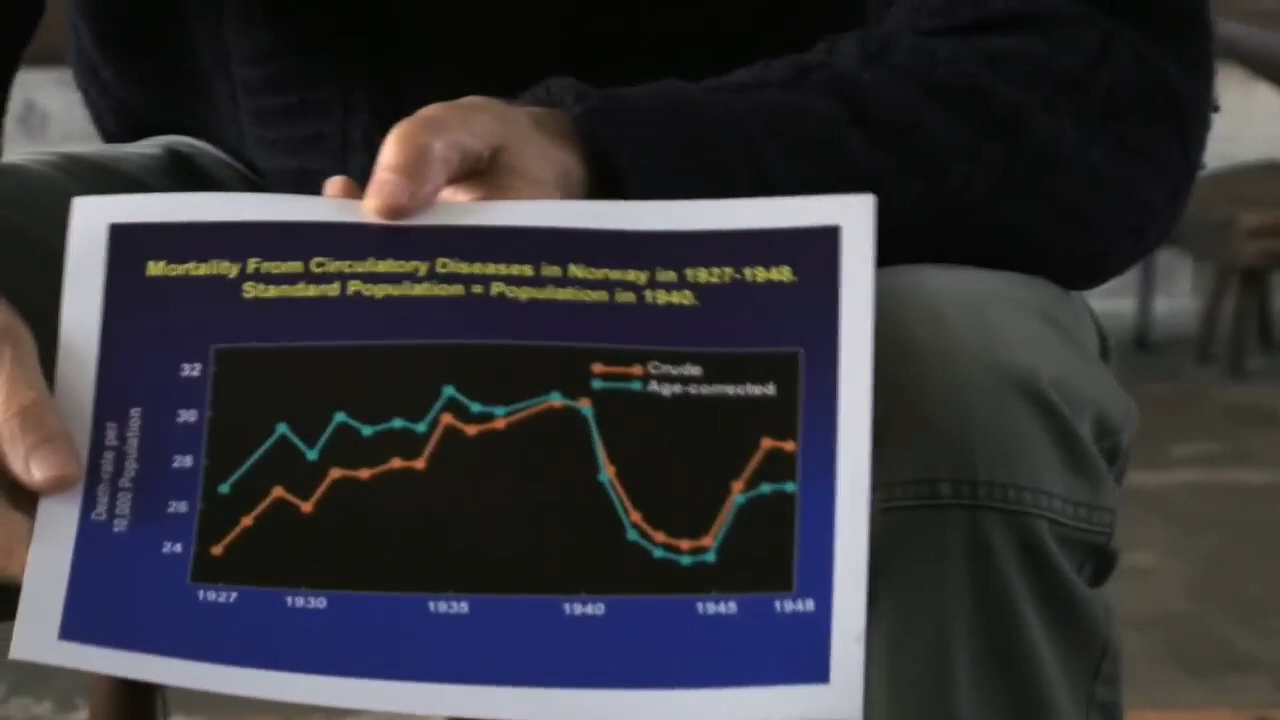 Mortality From Circulatory Diseases in Norway in 1927-1948.
Standard Population = Population in 1940.
Crude
Age-corrected
Death-rate per
10,000 Population
32
30
28
26
24
1927 1930 1935 1940 1945 1948